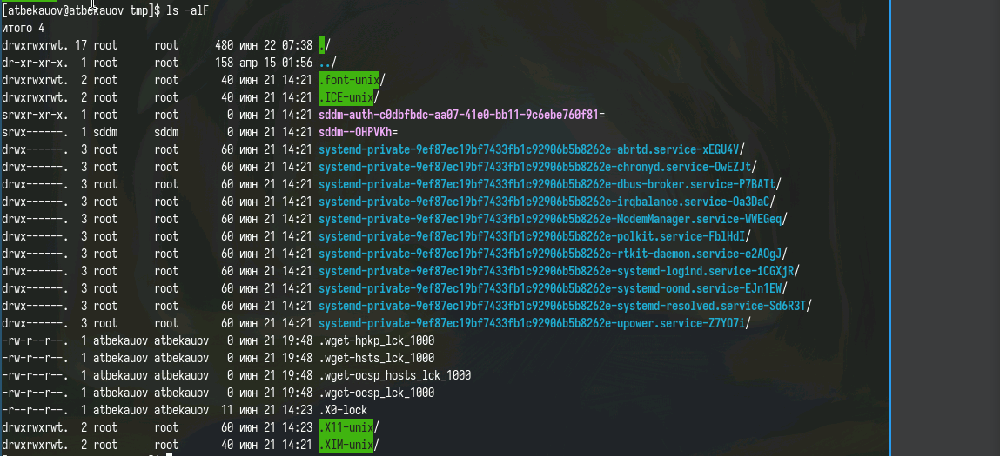 [atbekauov@atbekauov tmp]$ ls -alF
итого 4
drwxrwxrwt. 17 root root 480 июн 22 07:38 ./
dr-xr-xr-x. 1 root root 158 апр 15 01:56 ../
drwxrwxrwt. 2 root root 40 июн 21 14:21 .font-unix/
drwxrwxrwt. 2 root root 40 июн 21 14:21 .ICE-unix/
srwxr-xr-x. 1 root root 0 июн 21 14:21 sddm-auth-c0dbfbdc-aa07-41e0-bb11-9c6ebe760f81=
srwx------. 1 sddm sddm 0 июн 21 14:21 sddm--OHPVKh=
drwx------. 3 root root 60 июн 21 14:21 systemd-private-9ef87ec19bf7433fb1c92906b5b8262e-abrtd.service-xEGU4V/
drwx------. 3 root root 60 июн 21 14:21 systemd-private-9ef87ec19bf7433fb1c92906b5b8262e-chronyd.service-OwEZJt/
drwx------. 3 root root 60 июн 21 14:21 systemd-private-9ef87ec19bf7433fb1c92906b5b8262e-dbus-broker.service-P7BATt/
drwx------. 3 root root 60 июн 21 14:21 systemd-private-9ef87ec19bf7433fb1c92906b5b8262e-irqbalance.service-Oa3DaC/
drwx------. 3 root root 60 июн 21 14:21 systemd-private-9ef87ec19bf7433fb1c92906b5b8262e-ModemManager.service-WWEGeq/
drwx------. 3 root root 60 июн 21 14:21 systemd-private-9ef87ec19bf7433fb1c92906b5b8262e-polkit.service-FblHdI/
drwx------. 3 root root 60 июн 21 14:21 systemd-private-9ef87ec19bf7433fb1c92906b5b8262e-rtkit-daemon.service-e2AOgJ/
drwx------. 3 root root 60 июн 21 14:21 systemd-private-9ef87ec19bf7433fb1c92906b5b8262e-systemd-logind.service-iCGXjR/
drwx------. 3 root root 60 июн 21 14:21 systemd-private-9ef87ec19bf7433fb1c92906b5b8262e-systemd-oomd.service-EJn1EW/
drwx------. 3 root root 60 июн 21 14:21 systemd-private-9ef87ec19bf7433fb1c92906b5b8262e-systemd-resolved.service-Sd6R3T/
drwx------. 3 root root 60 июн 21 14:21 systemd-private-9ef87ec19bf7433fb1c92906b5b8262e-upower.service-Z7YO7i/
-rw-r--r--. 1 atbekauov atbekauov 0 июн 21 19:48 .wget-hpkp_lck_1000
-rw-r--r--. 1 atbekauov atbekauov 0 июн 21 19:48 .wget-hsts_lck_1000
-rw-r--r--. 1 atbekauov atbekauov 0 июн 21 19:48 .wget-ocsp_hosts_lck_1000
-rw-r--r--. 1 atbekauov atbekauov 0 июн 21 19:48 .wget-ocsp_lck_1000
-r--r--r--. 1 atbekauov atbekauov 11 июн 21 14:23 .X0-lock
drwxrwxrwt. 2 root root 60 июн 21 14:23 .X11-unix/
drwxrwxrwt. 2 root root 40 июн 21 14:21 .XIM-unix/